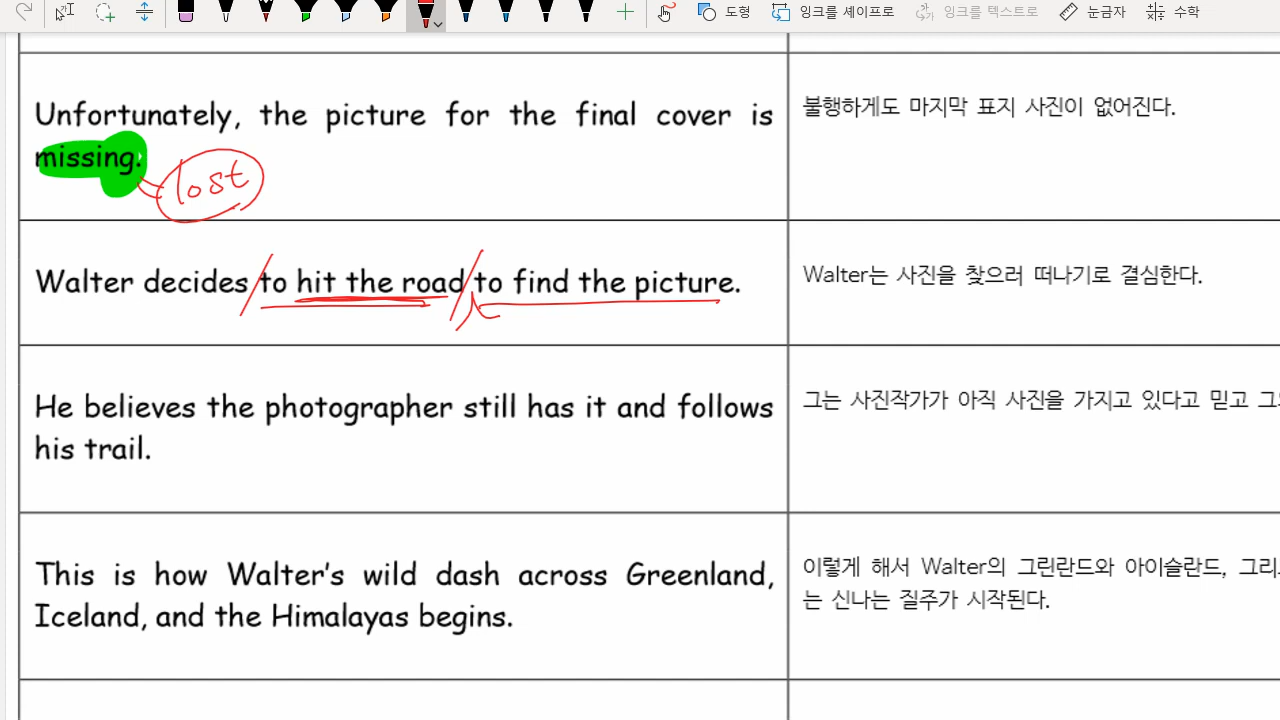 도형 잉크를 셰이프로 잉크를 텍스트로 눈금자 수학
Unfortunately, the picture for the final cover is
missing.
lost
불행하게도 마지막 표지 사진이 없어진다.
Walter decides to hit the road to find the picture.
Walter는 사진을 찾으러 떠나기로 결심한다.
He believes the photographer still has it and follows
his trail.
그는 사진작가가 아직 사진을 가지고 있다고 믿고
This is how Walter's wild dash across Greenland,
Iceland, and the Himalayas begins.
이렇게 해서 Walter의 그린란드와 아이슬란드,
는 신나는 질주가 시작된다.